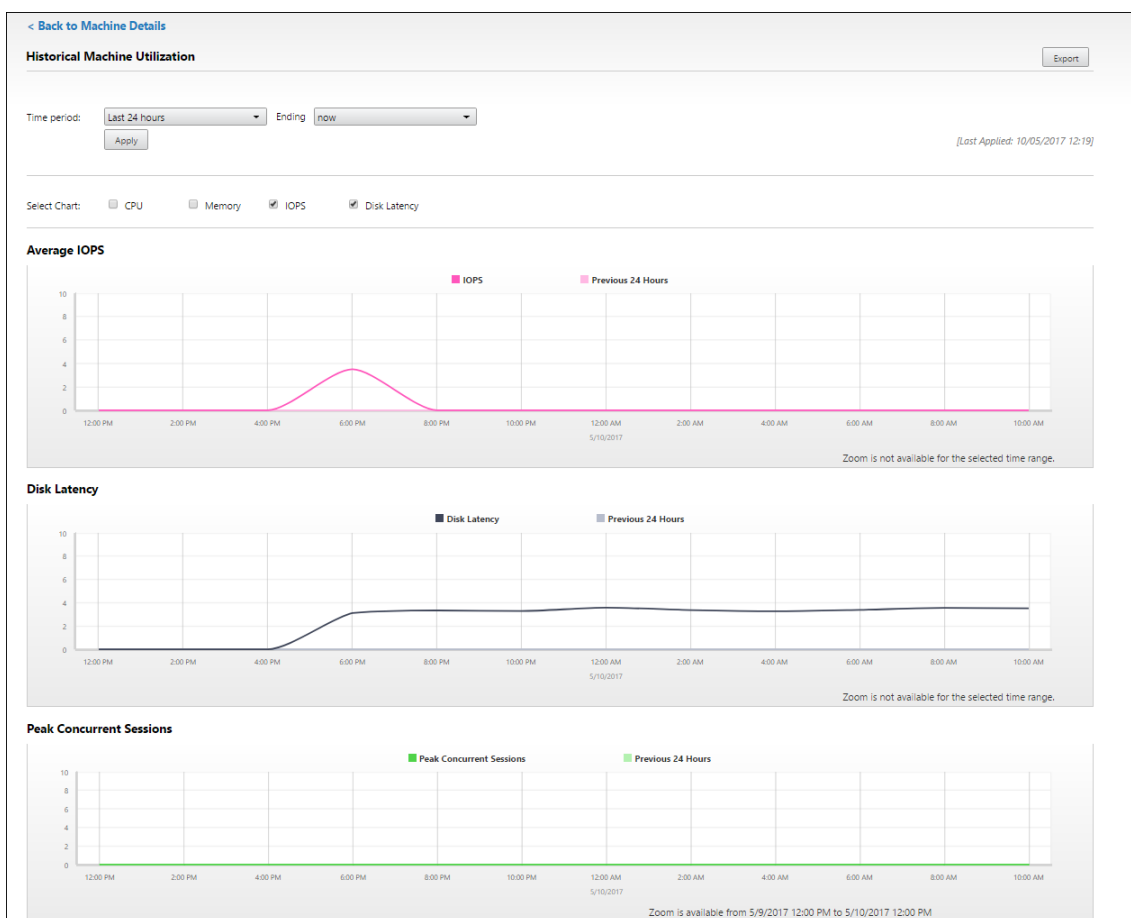 < Back to Machine Details
Historical Machine Utilization
Export
Time period: Last 24 hours Ending now
Apply
[Last Applied: 10/05/2017 12:19]
Select Chart: CPU Memory IOPS Disk Latency
Average IOPS
IOPS Previous 24 Hours
10
8
6
4
2
0
12:00 PM 2:00 PM 4:00 PM 6:00 PM 8:00 PM 10:00 PM 12:00 AM 2:00 AM 4:00 AM 6:00 AM 8:00 AM 10:00 AM
5/10/2017
Zoom is not available for the selected time range.
Disk Latency
Disk Latency Previous 24 Hours
10
8
6
4
2
0
12:00 PM 2:00 PM 4:00 PM 6:00 PM 8:00 PM 10:00 PM 12:00 AM 2:00 AM 4:00 AM 6:00 AM 8:00 AM 10:00 AM
5/10/2017
Zoom is not available for the selected time range.
Peak Concurrent Sessions
Peak Concurrent Sessions Previous 24 Hours
10
8
6
4
2
0
12:00 PM 2:00 PM 4:00 PM 6:00 PM 8:00 PM 10:00 PM 12:00 AM 2:00 AM 4:00 AM 6:00 AM 8:00 AM 10:00 AM
5/10/2017
Zoom is available from 5/9/2017 12:00 PM to 5/10/2017 12:00 PM